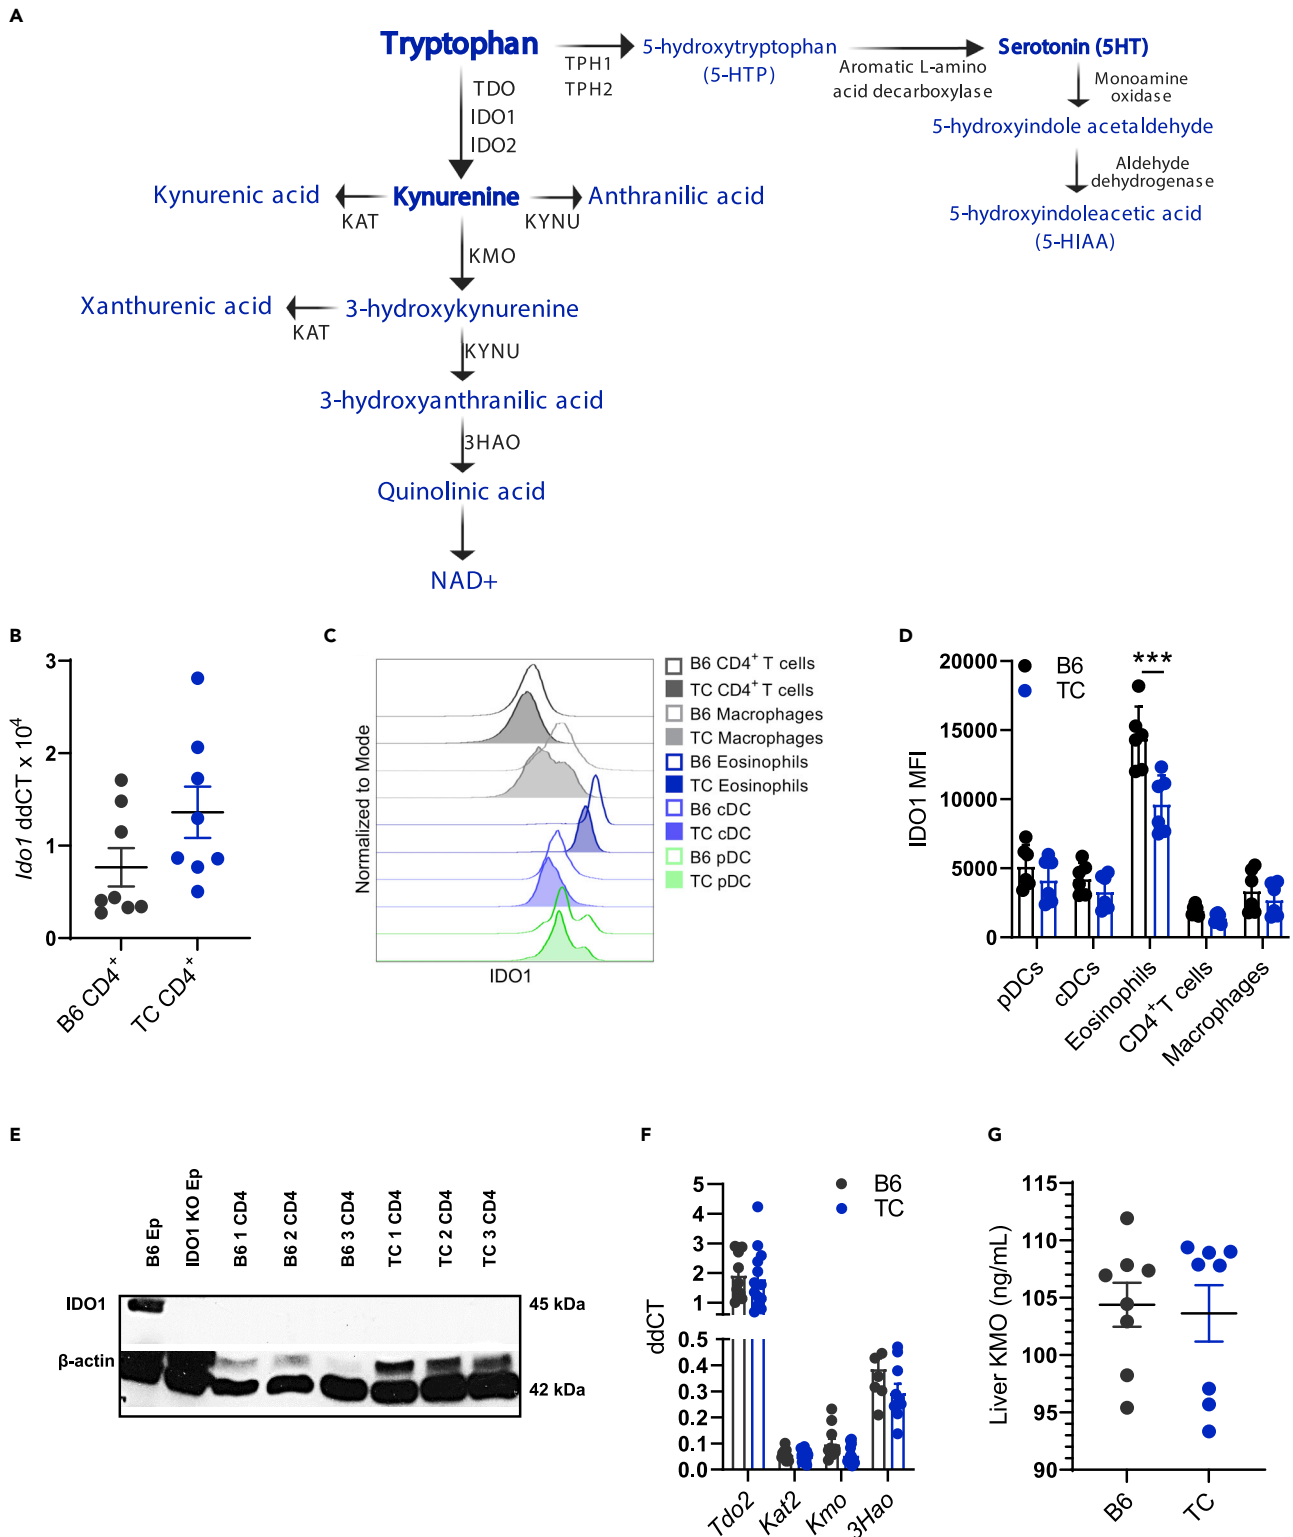 A
Tryptophan
TPH1
TPH2
5-hydroxytryptophan
(5-HTP)
Aromatic L-amino
acid decarboxylase
Serotonin (5HT)
Monoamine
oxidase
5-hydroxyindole acetaldehyde
Aldehyde
dehydrogenase
5-hydroxyindoleacetic acid
(5-HIAA)
TDO
IDO1
IDO2
Kynurenic acid
KAT
Kynurenine
KYNU
Anthranilic acid
KMO
Xanthurenic acid
KAT
3-hydroxykynurenine
KYNU
3-hydroxyanthranilic acid
3HAO
Quinolinic acid
NAD+
B
Ido1 ddCT x 10⁴
3
2
1
0
B6 CD4⁺
TC CD4⁺
C
Normalized to Mode
IDO1
B6 CD4⁺ T cells
TC CD4⁺ T cells
B6 Macrophages
TC Macrophages
B6 Eosinophils
TC Eosinophils
B6 cDC
TC cDC
B6 pDC
TC pDC
D
IDO1 MFI
20000
15000
10000
5000
0
B6
TC
***
pDCs
cDCs
Eosinophils
CD4⁺T cells
Macrophages
E
B6 Ep
IDO1 KO Ep
B6 1 CD4
B6 2 CD4
B6 3 CD4
TC 1 CD4
TC 2 CD4
TC 3 CD4
IDO1
45 kDa
β-actin
42 kDa
F
ddCT
5
4
3
2
1
0.5
0.4
0.3
0.2
0.1
0.0
B6
TC
Tdo2
Kat2
Kmo
3Hao
G
Liver KMO (ng/mL)
115
110
105
100
95
90
B6
TC